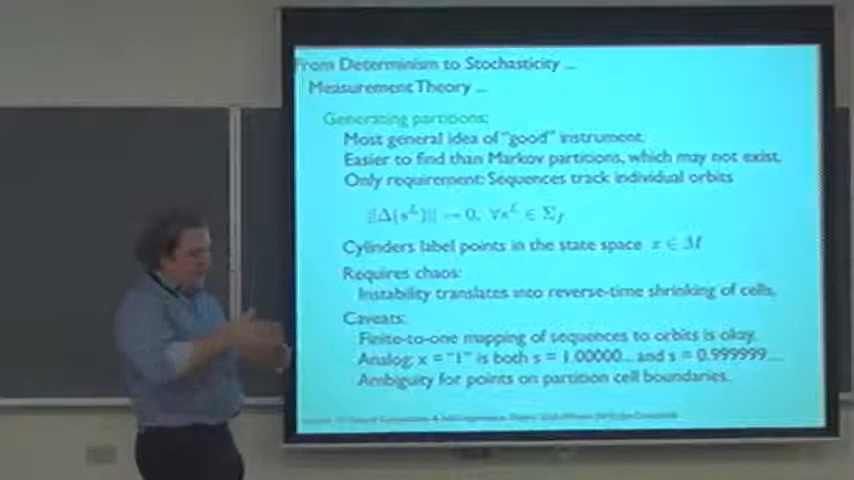 From Determinism to Stochasticity ...
Measurement Theory ...
Generating partitions:
Most general idea of "good" instrument.
Easier to find than Markov partitions, which may not exist.
Only requirement: Sequences track individual orbits
||Δ(s^L)|| → 0, ∀s^L ∈ Σ_f
Cylinders label points in the state space x ∈ M
Requires chaos:
Instability translates into reverse-time shrinking of cells.
Caveats:
Finite-to-one mapping of sequences to orbits is okay.
Analog: x = "1" is both s = 1.00000... and s = 0.999999....
Ambiguity for points on partition cell boundaries.